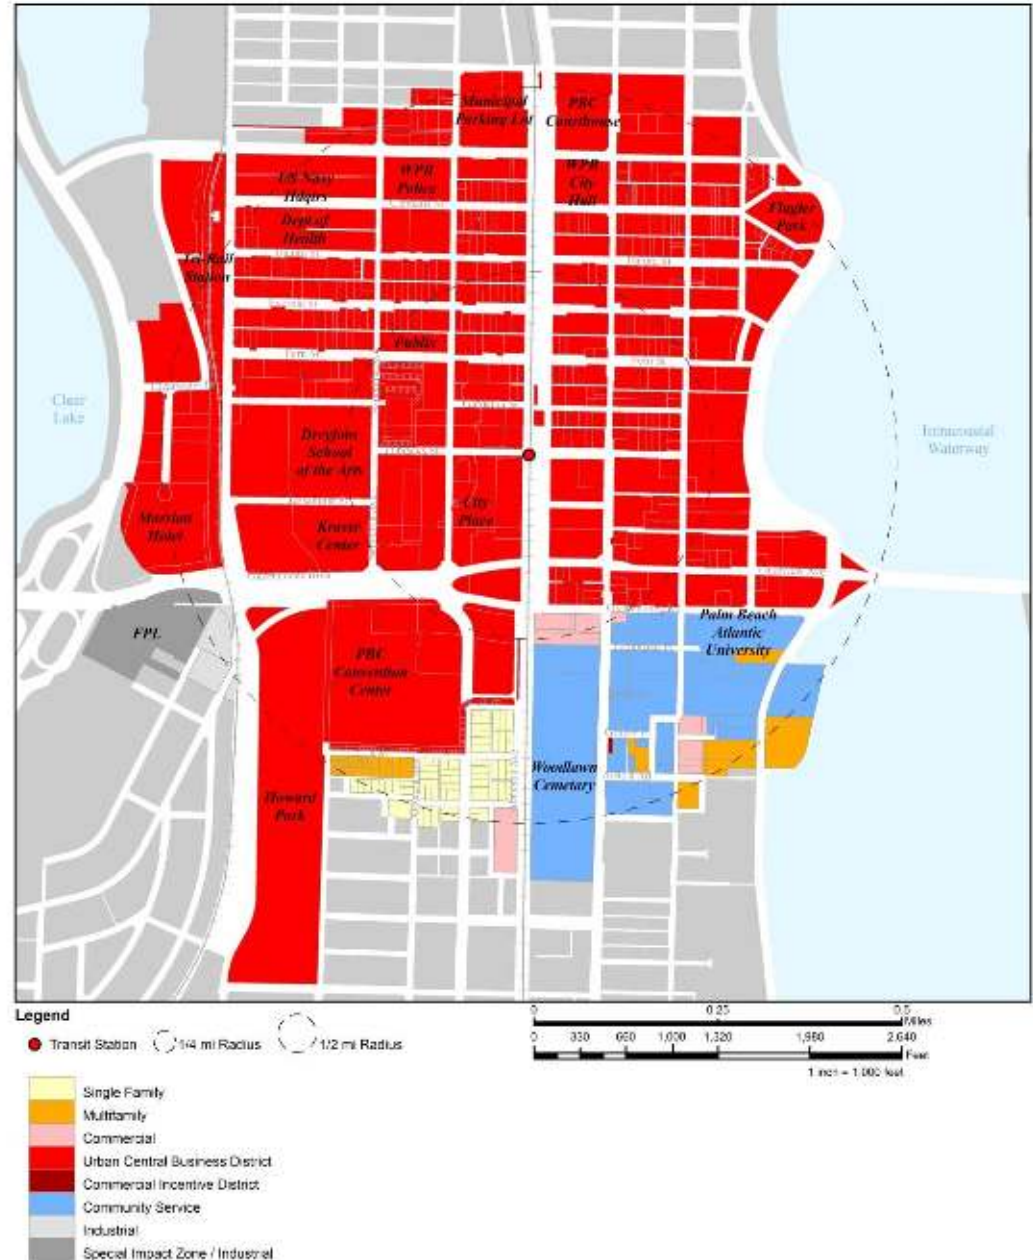 Municipal
Parking Lot
PBC
Courthouse
US Navy
Hdqtrs
WPB
Police
WPB
City
Hall
Flagler
Park
Dept of
Health
Tri-Rail
Station
Publix
Clear
Lake
Intracoastal
Waterway
Dreyfoos
School
of the Arts
City
Place
Marriott
Hotel
Kravis
Center
FPL
Palm Beach
Atlantic
University
PBC
Convention
Center
Woodlawn
Cemetary
Howard
Park
Legend
Transit Station
1/4 mi Radius
1/2 mi Radius
0 0.25 0.5
Miles
0 330 660 1,000 1,320 1,980 2,640
Feet
1 inch = 1,000 feet
Single Family
Multifamily
Commercial
Urban Central Business District
Commercial Incentive District
Community Service
Industrial
Special Impact Zone / Industrial